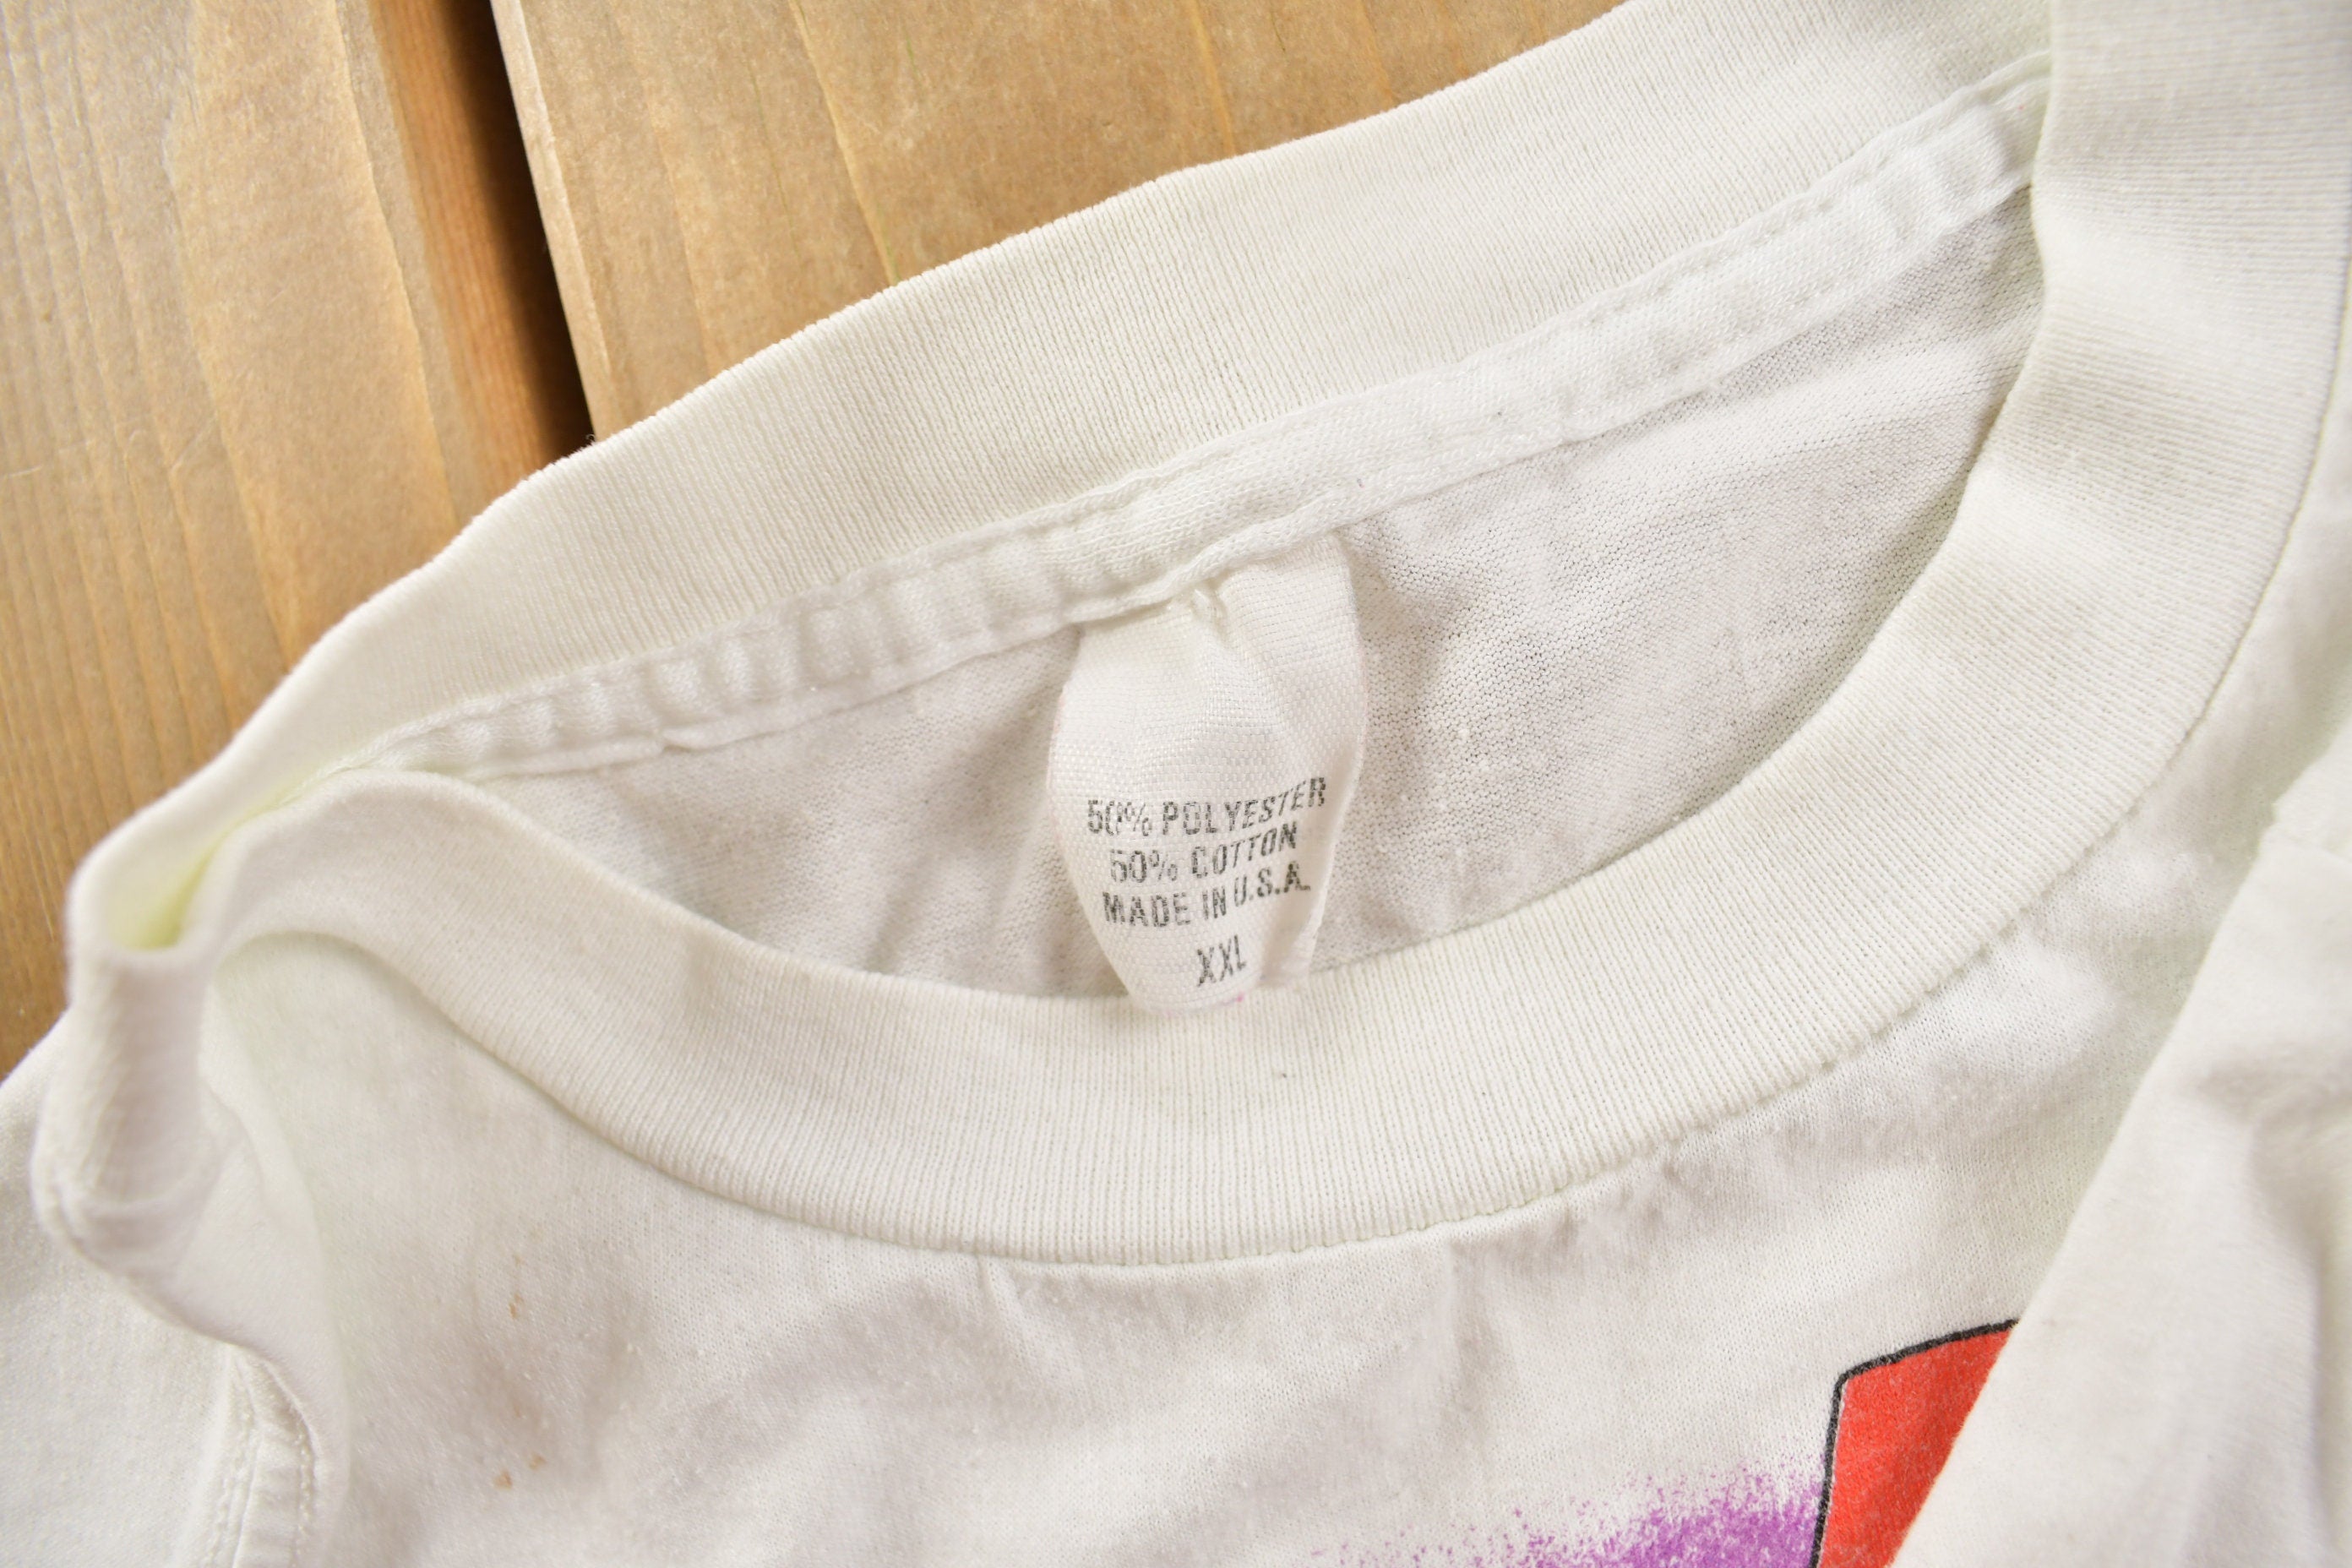 50% POLYESTER
50% COTTON
MADE IN U.S.A.
XXL